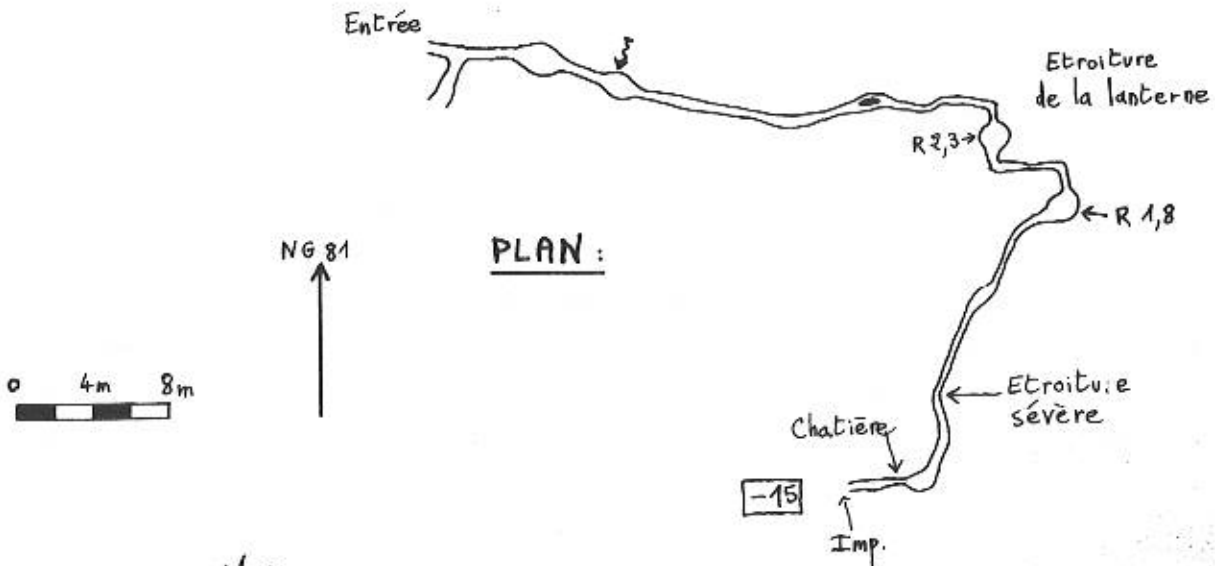 Entrée
Etroiture
de la lanterne
R 2,3
R 1,8
NG 81
PLAN :
0 4m 8m
Etroiture
sévère
Chatière
-15
Imp.